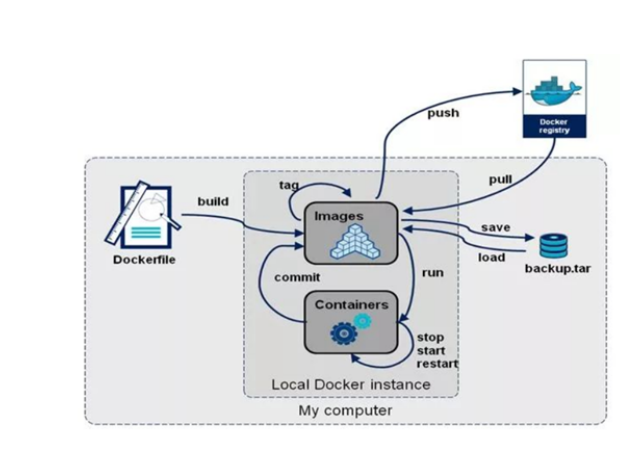 push
Docker
registry
pull
tag
build
Images
save
load
Dockerfile
backup.tar
commit
run
Containers
stop
start
restart
Local Docker instance
My computer